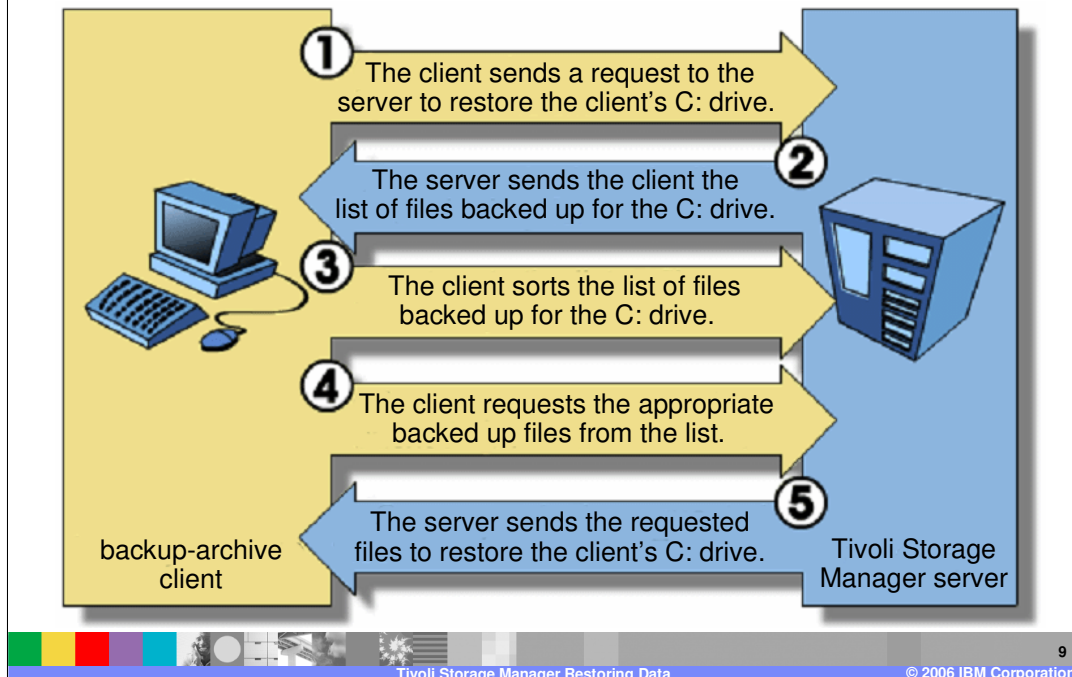 1
The client sends a request to the
server to restore the client's C: drive.
2
The server sends the client the
list of files backed up for the C: drive.
3
The client sorts the list of files
backed up for the C: drive.
4
The client requests the appropriate
backed up files from the list.
5
The server sends the requested
files to restore the client's C: drive.
backup-archive
client
Tivoli Storage
Manager server
9
Tivoli Storage Manager Restoring Data
© 2006 IBM Corporation